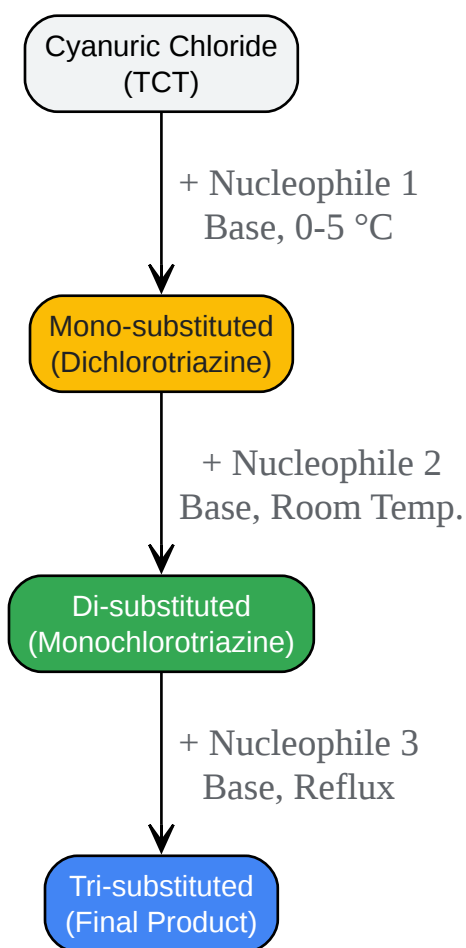 Cyanuric Chloride
(TCT)
+ Nucleophile 1
Base, 0-5 °C
Mono-substituted
(Dichlorotriazine)
+ Nucleophile 2
Base, Room Temp.
Di-substituted
(Monochlorotriazine)
+ Nucleophile 3
Base, Reflux
Tri-substituted
(Final Product)